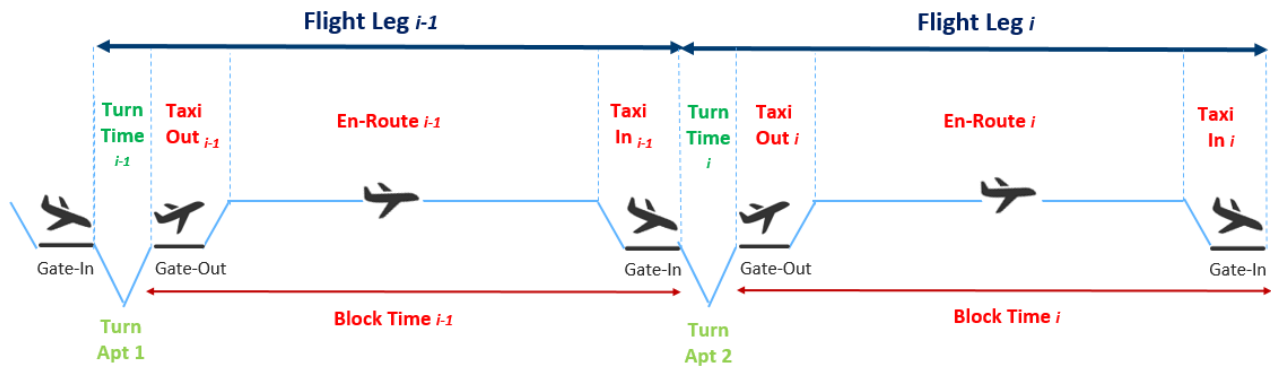 Flight Leg i-1
Flight Leg i
Turn
Time
i-1
Taxi
Out i-1
En-Route i-1
Taxi
In i-1
Turn
Time
i
Taxi
Out i
En-Route i
Taxi
In i
Gate-In
Gate-Out
Gate-In
Gate-Out
Gate-In
Block Time i-1
Block Time i
Turn
Apt 1
Turn
Apt 2